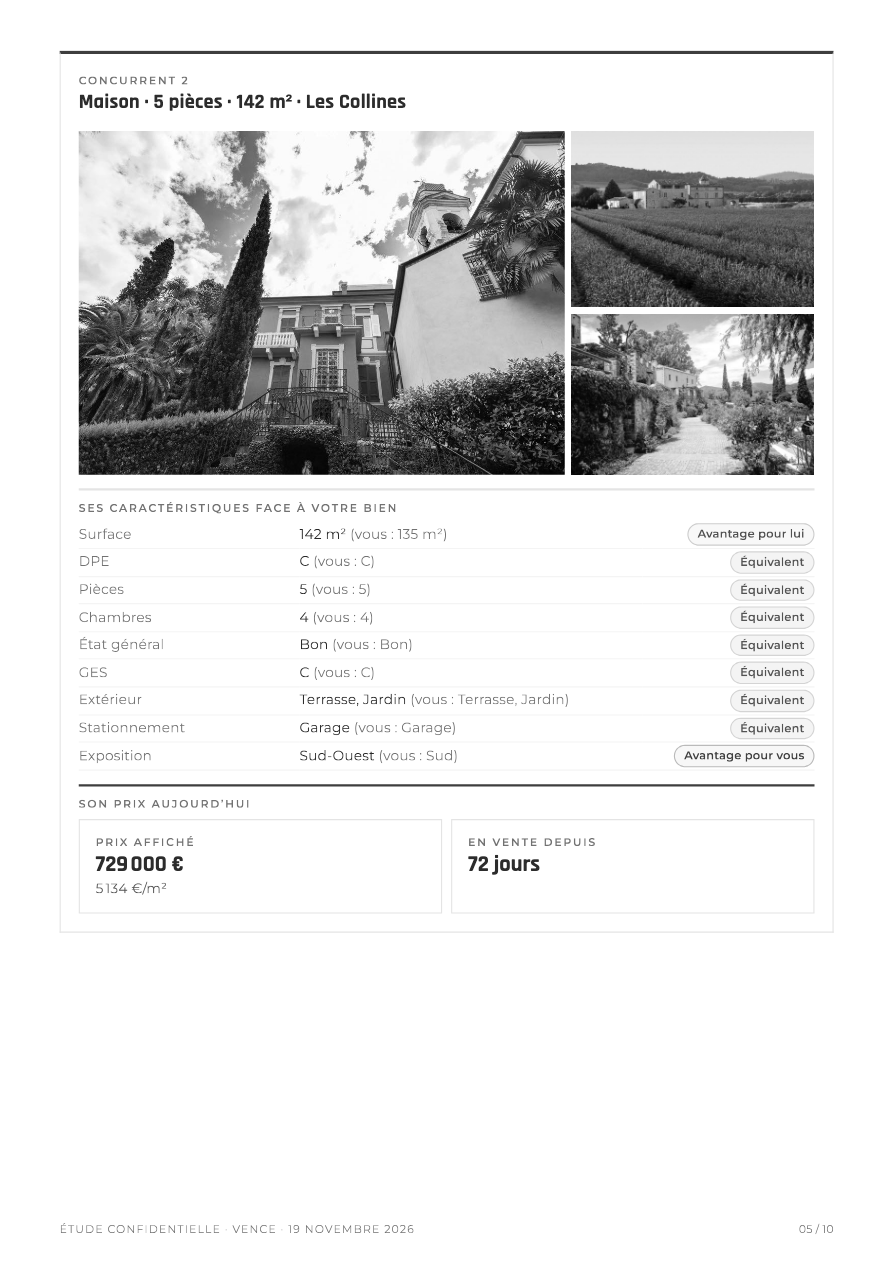 CONCURRENT 2
Maison · 5 pièces · 142 m² · Les Collines
SES CARACTÉRISTIQUES FACE À VOTRE BIEN
Surface 142 m² (vous : 135 m²) Avantage pour lui
DPE C (vous : C) Équivalent
Pièces 5 (vous : 5) Équivalent
Chambres 4 (vous : 4) Équivalent
État général Bon (vous : Bon) Équivalent
GES C (vous : C) Équivalent
Extérieur Terrasse, Jardin (vous : Terrasse, Jardin) Équivalent
Stationnement Garage (vous : Garage) Équivalent
Exposition Sud-Ouest (vous : Sud) Avantage pour vous
SON PRIX AUJOURD'HUI
PRIX AFFICHÉ
729 000 €
5 134 €/m²
EN VENTE DEPUIS
72 jours
ÉTUDE CONFIDENTIELLE · VENCE · 19 NOVEMBRE 2026
05 / 10